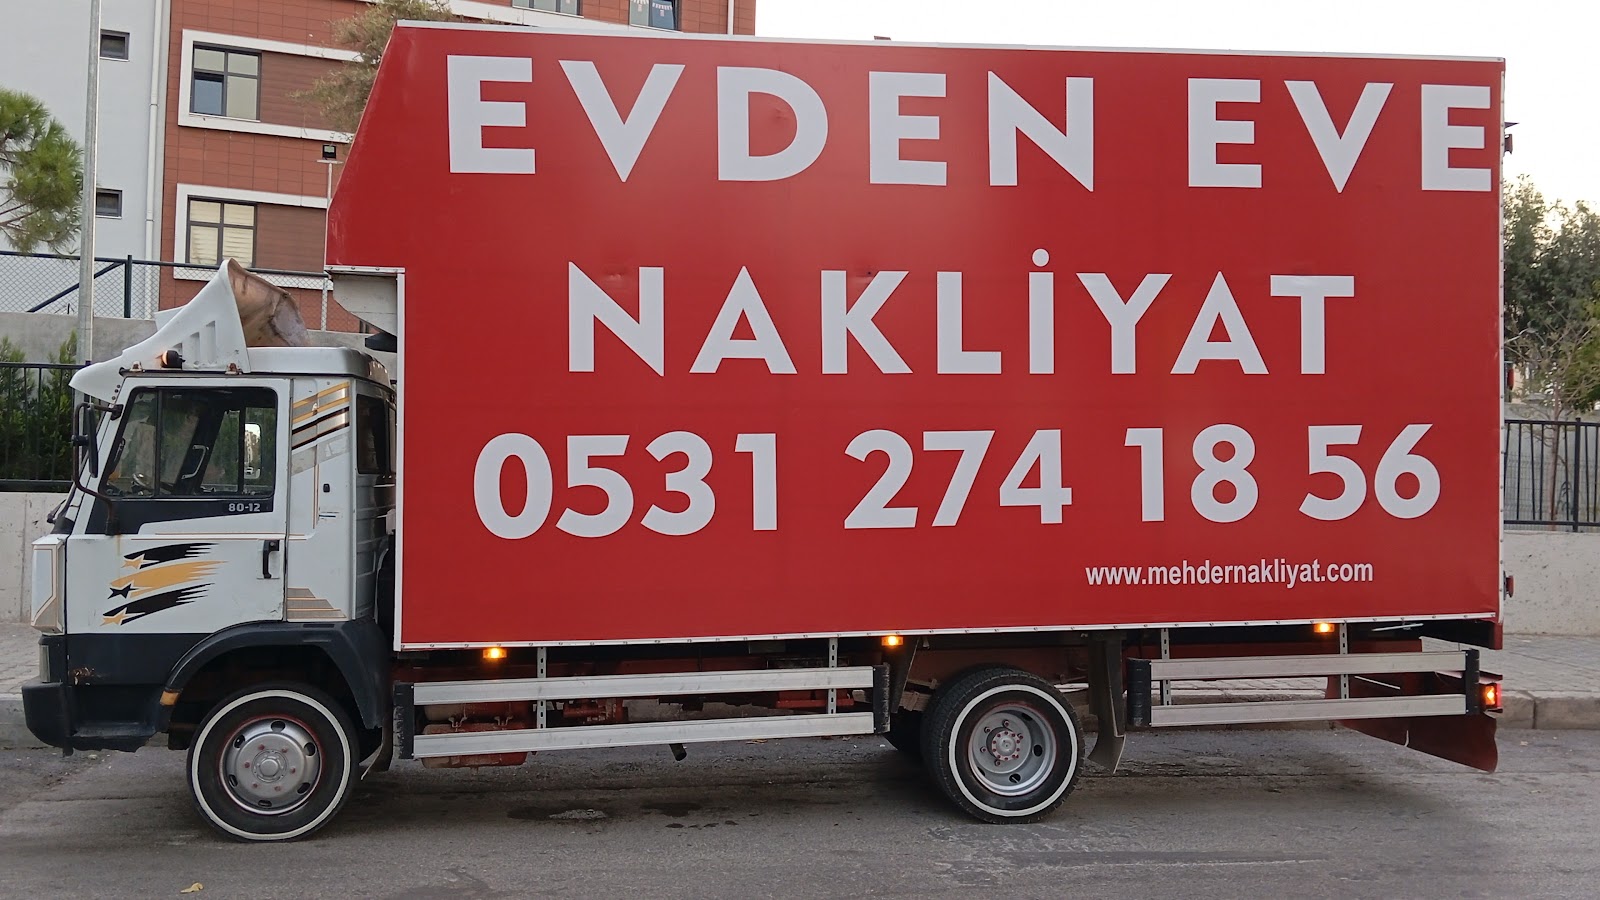 EVDEN EVE
NAKLİYAT
0531 274 18 56
www.mehdernakliyat.com
80-12